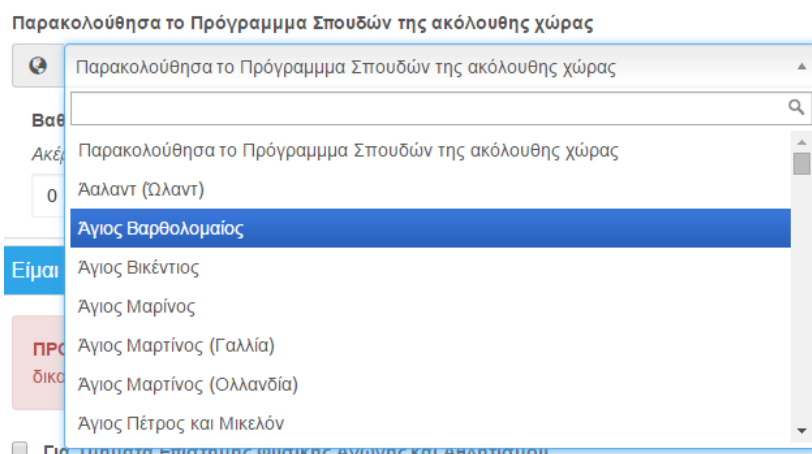 Παρακολούθησα το Πρόγραμμμα Σπουδών της ακόλουθης χώρας
Παρακολούθησα το Πρόγραμμμα Σπουδών της ακόλουθης χώρας
Παρακολούθησα το Πρόγραμμμα Σπουδών της ακόλουθης χώρας
Άαλαντ (Ώλαντ)
0
Άγιος Βαρθολομαίος
Άγιος Βικέντιος
Είμαι
Άγιος Μαρίνος
Άγιος Μαρτίνος (Γαλλία)
Άγιος Μαρτίνος (Ολλανδία)
Άγιος Πέτρος και Μικελόν